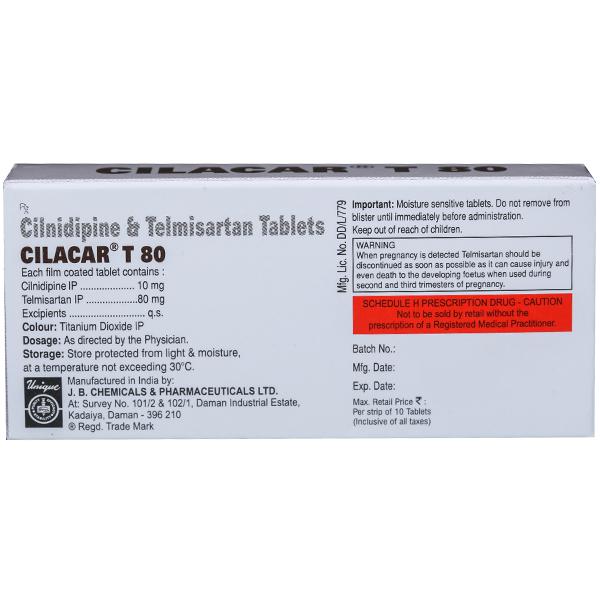 CILACAR® T 80
Rx
Cilnidipine & Telmisartan Tablets
CILACAR® T 80
Each film coated tablet contains :
Cilnidipine IP .................... 10 mg
Telmisartan IP ...................80 mg
Excipients ........................... q.s.
Colour: Titanium Dioxide IP
Dosage: As directed by the Physician.
Storage: Store protected from light & moisture,
at a temperature not exceeding 30°C.
Unique
Manufactured in India by:
J. B. CHEMICALS & PHARMACEUTICALS LTD.
At: Survey No. 101/2 & 102/1, Daman Industrial Estate,
Kadaiya, Daman - 396 210
® Regd. Trade Mark
Mfg. Lic. No. DD/L/779
Important: Moisture sensitive tablets. Do not remove from
blister until immediately before administration.
Keep out of reach of children.
WARNING
When pregnancy is detected Telmisartan should be
discontinued as soon as possible as it can cause injury and
even death to the developing foetus when used during
second and third trimesters of pregnancy.
SCHEDULE H PRESCRIPTION DRUG - CAUTION
Not to be sold by retail without the
prescription of a Registered Medical Practitioner.
Batch No.:
Mfg. Date:
Exp. Date:
Max. Retail Price ₹ :
Per strip of 10 Tablets
(Inclusive of all taxes)